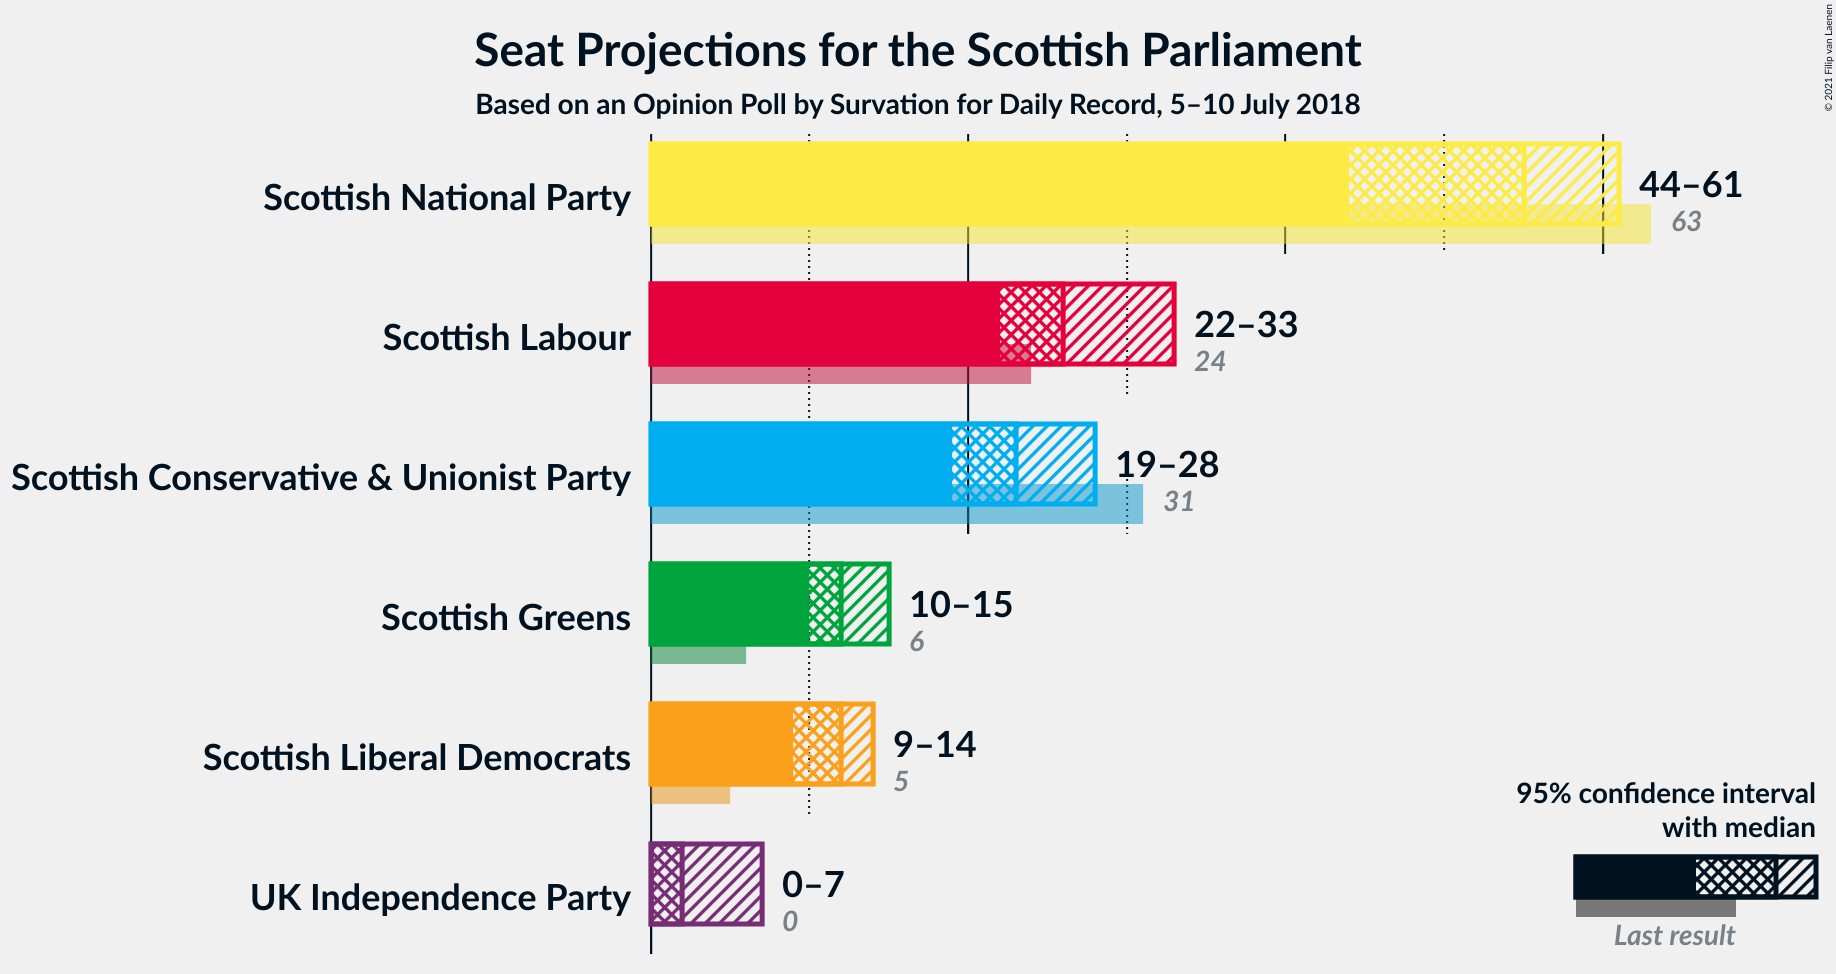 Seat Projections for the Scottish Parliament
Based on an Opinion Poll by Survation for Daily Record, 5–10 July 2018
© 2021 Filip van Laenen
Scottish National Party
44–61
63
Scottish Labour
22–33
24
Scottish Conservative & Unionist Party
19–28
31
Scottish Greens
10–15
6
Scottish Liberal Democrats
9–14
5
UK Independence Party
0–7
0
95% confidence interval
with median
Last result